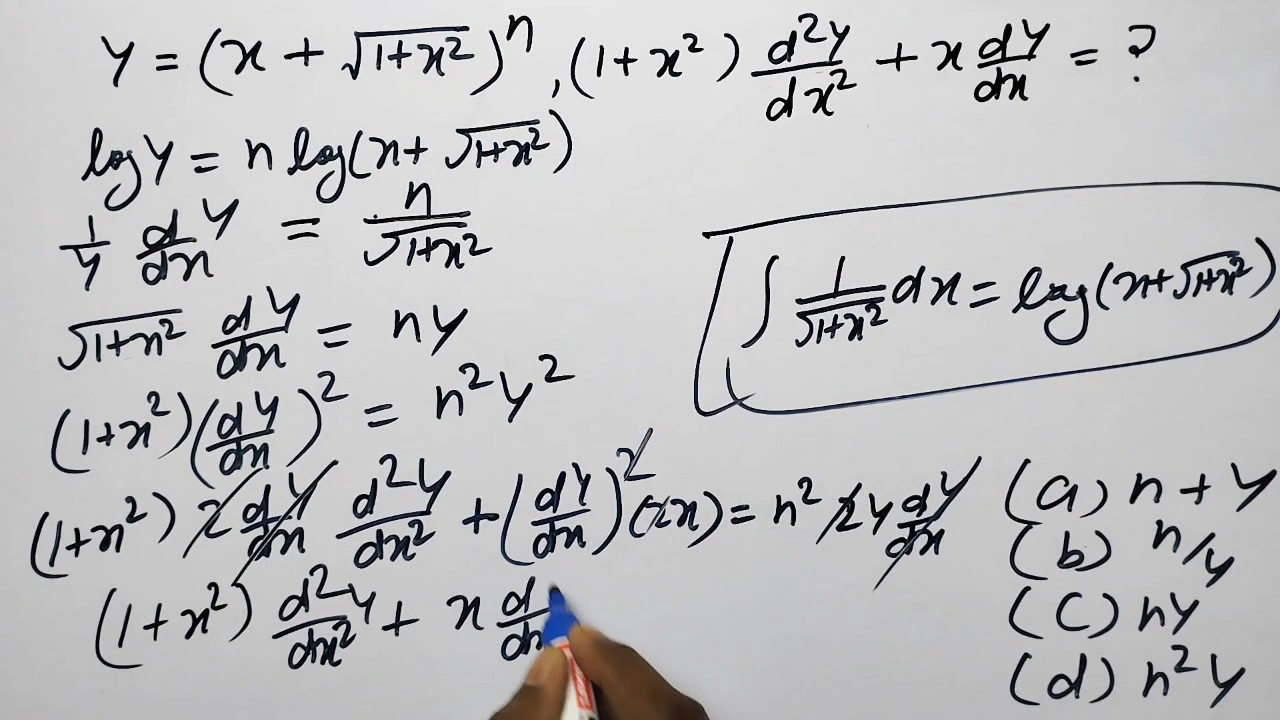 y = (x + √(1+x²))ⁿ, (1+x²) d²y/dx² + x dy/dx = ?
log y = n log(x + √(1+x²))
1/y d/dx y = n/√(1+x²)
√(1+x²) dy/dx = ny
∫ 1/√(1+x²) dx = log(x+√(1+x²))
(1+x²)(dy/dx)² = n²y²
(1+x²) 2 dy/dx d²y/dx² + (dy/dx)² (2x) = n² 2y dy/dx
(1+x²) d²y/dx² + x d/dx
(a) n + y
(b) n/y
(c) ny
(d) n²y